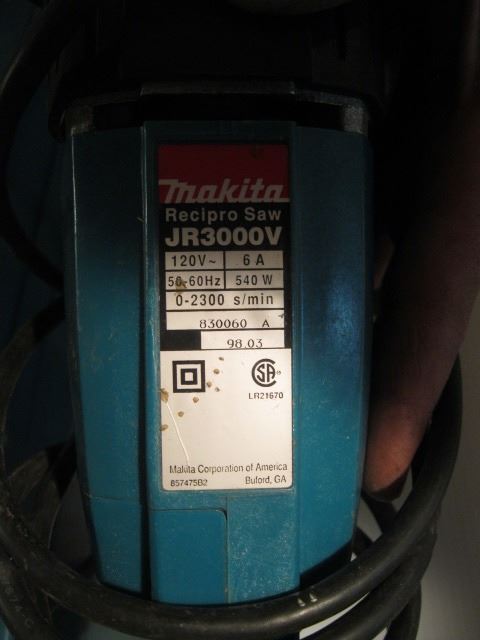 makita
Recipro Saw
JR3000V
120V~ 6 A
50-60Hz 540 W
0-2300 s/min
830060 A
98.03
SA ®
LR21670
Makita Corporation of America
857475B2 Buford, GA